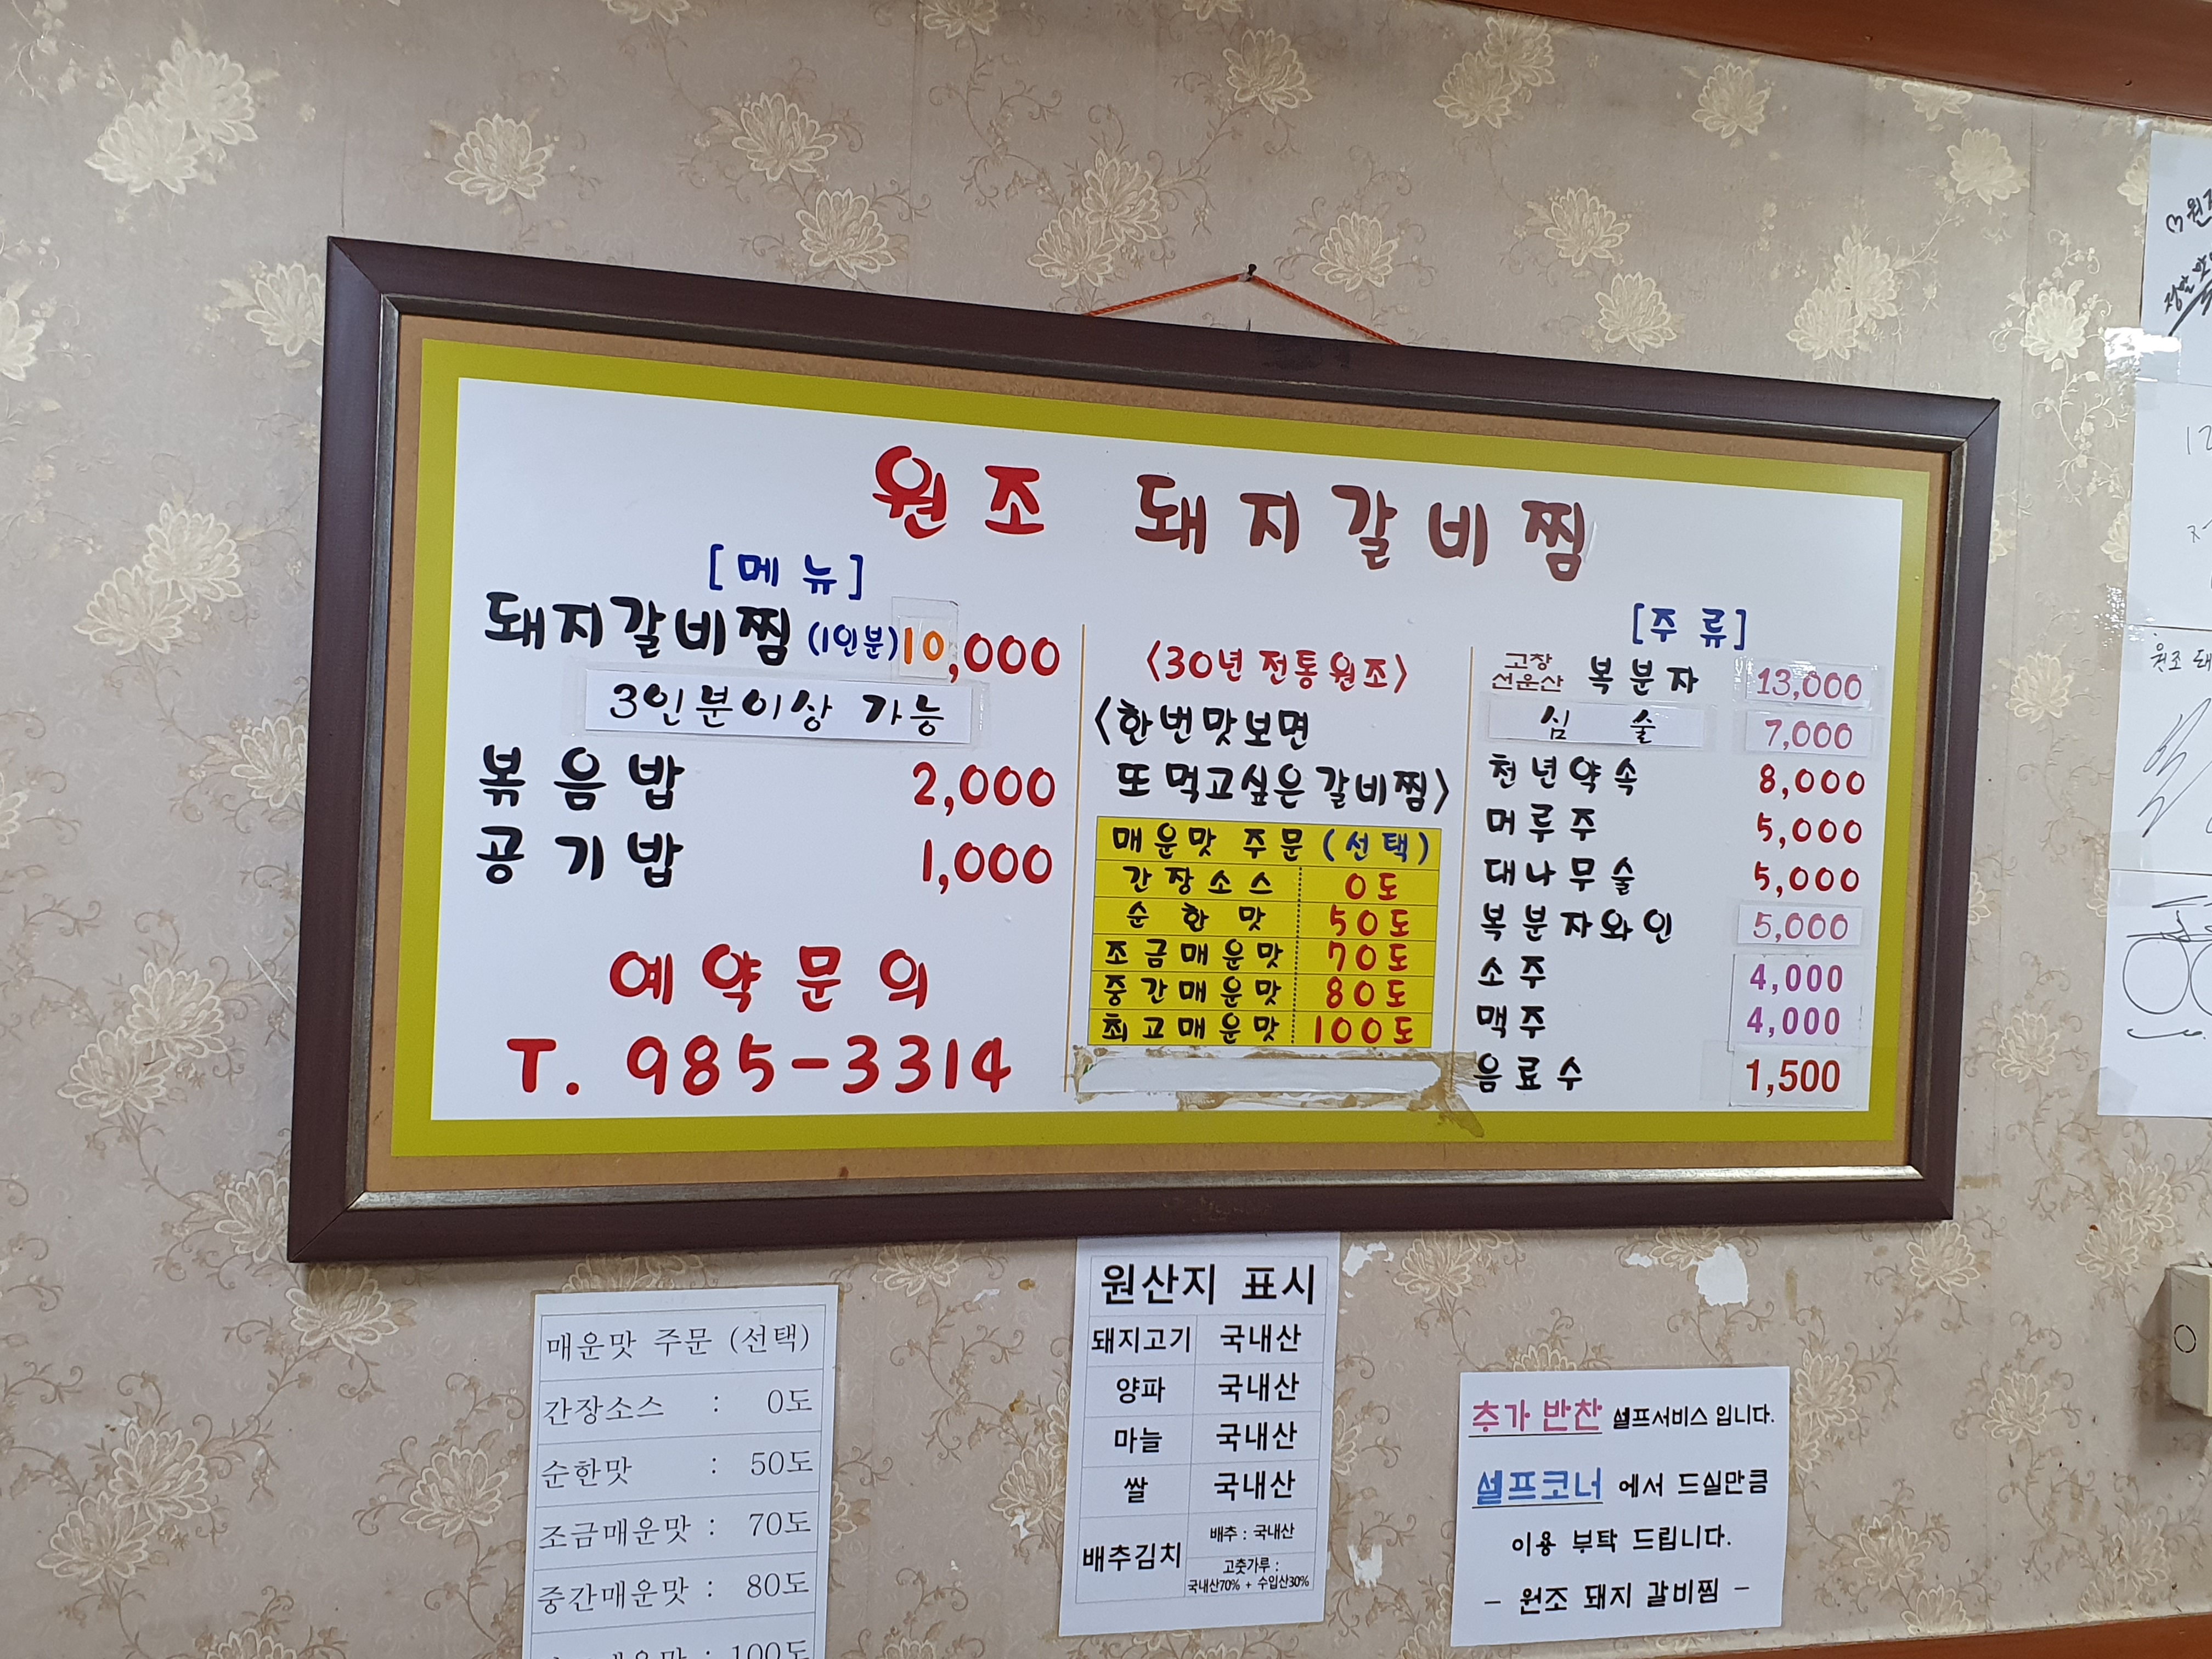 원조 돼지갈비찜
[메뉴]
돼지갈비찜 (1인분) 10,000
3인분이상 가능
볶음밥 2,000
공기밥 1,000
예약문의
T. 985-3314
<30년 전통원조>
<한번맛보면
또 먹고싶은 갈비찜>
매운맛 주문 (선택)
간장소스 0도
순한맛 50도
조금매운맛 70도
중간매운맛 80도
최고매운맛 100도
[주류]
고창
선운산 복분자 13,000
심술 7,000
천년약속 8,000
머루주 5,000
대나무술 5,000
복분자와인 5,000
소주 4,000
맥주 4,000
음료수 1,500
매운맛 주문 (선택)
간장소스 : 0도
순한맛 : 50도
조금매운맛 : 70도
중간매운맛 : 80도
매운맛 : 100도
원산지 표시
돼지고기 국내산
양파 국내산
마늘 국내산
쌀 국내산
배추김치 배추 : 국내산
고춧가루 :
국내산70% + 수입산30%
추가 반찬 셀프서비스 입니다.
셀프코너 에서 드실만큼
이용 부탁 드립니다.
- 원조 돼지 갈비찜 -
원조 돼